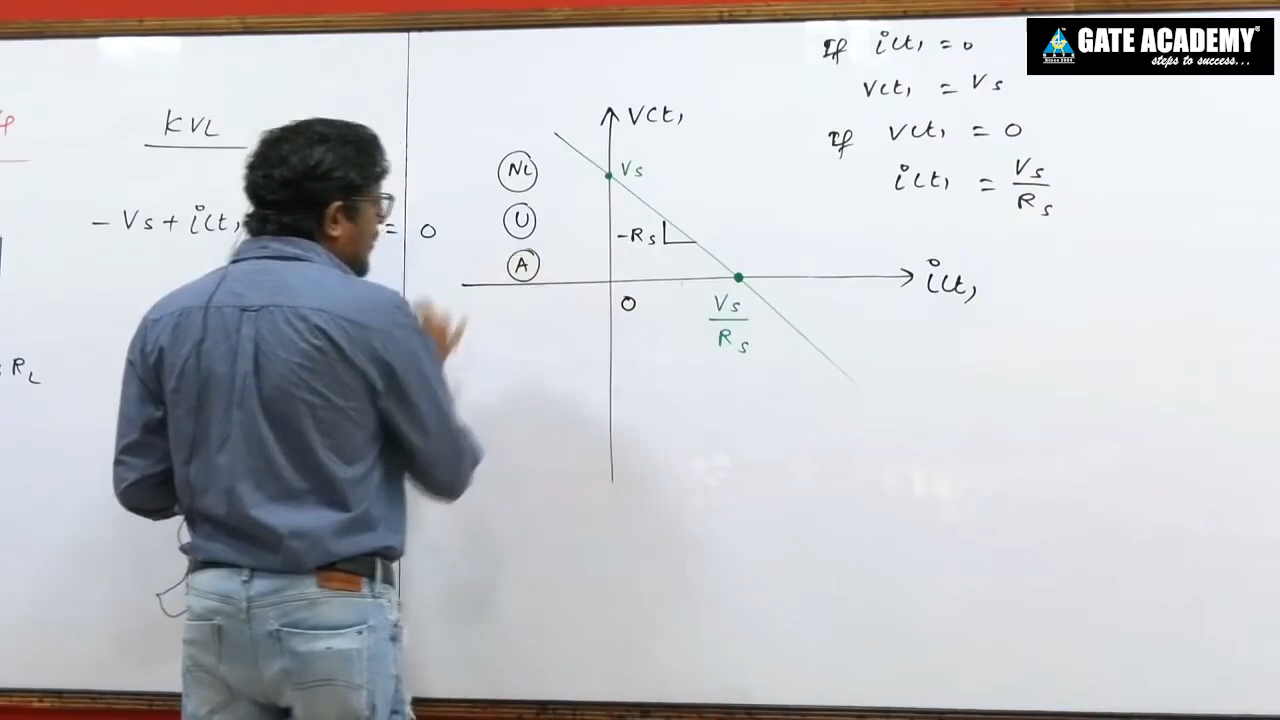 GATE ACADEMY
steps to success...
KVL
- Vs + i(t)
= 0
RL
V(t)
NL
U
A
Vs
-Rs
0
Vs
Rs
i(t)
If i(t) = 0
V(t) = Vs
If V(t) = 0
i(t) = Vs
Rs